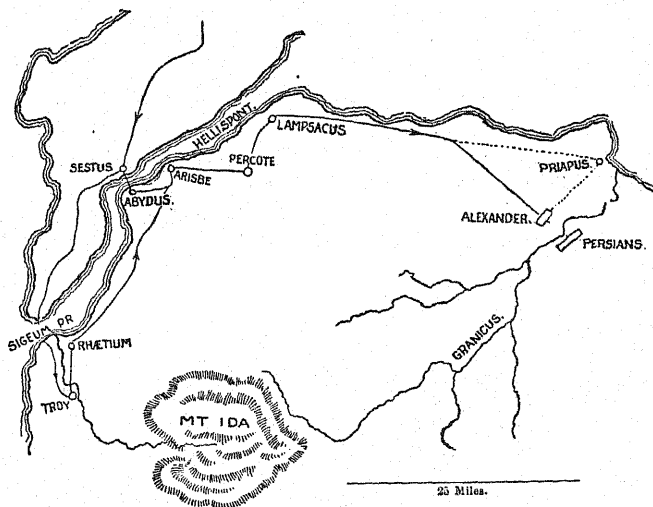 HELLESPONT.
LAMPSACUS
SESTUS
PERCOTE
ARISBE
PRIAPUS.
ABYDUS.
ALEXANDER.
PERSIANS.
SIGEUM PR
RHÆTIUM
GRANICUS.
TROY
MT IDA
25 Miles.